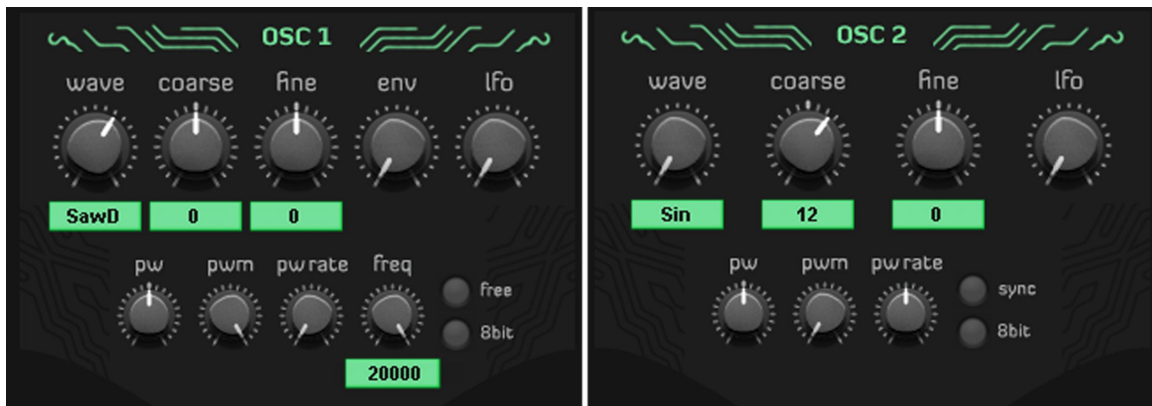 OSC 1
wave coarse fine env lfo
SawD 0 0
pw pwm pw rate freq
free
8bit
20000
OSC 2
wave coarse fine lfo
Sin 12 0
pw pwm pw rate
sync
8bit